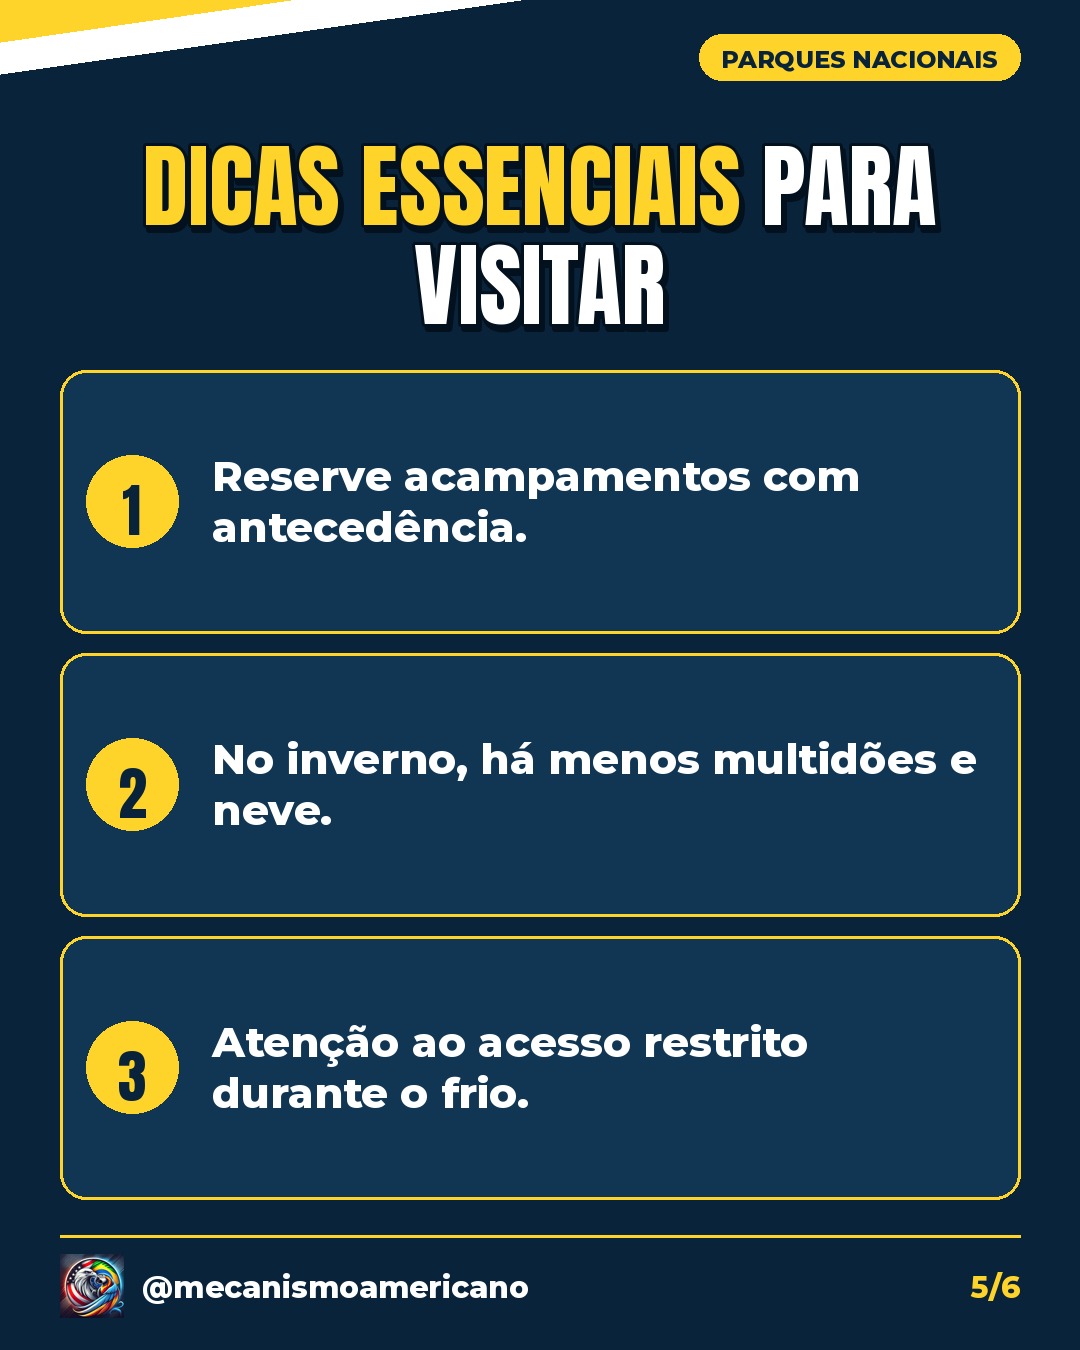 PARQUES NACIONAIS
DICAS ESSENCIAIS PARA
VISITAR
1
Reserve acampamentos com
antecedência.
2
No inverno, há menos multidões e
neve.
3
Atenção ao acesso restrito
durante o frio.
@mecanismoamericano
5/6